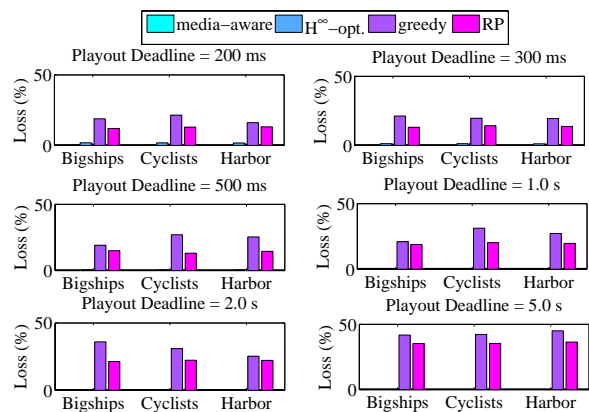 media-aware H∞-opt. greedy RP
Playout Deadline = 200 ms
Loss (%)
50
0
Bigships Cyclists Harbor
Playout Deadline = 300 ms
Loss (%)
50
0
Bigships Cyclists Harbor
Playout Deadline = 500 ms
Loss (%)
50
0
Bigships Cyclists Harbor
Playout Deadline = 1.0 s
Loss (%)
50
0
Bigships Cyclists Harbor
Playout Deadline = 2.0 s
Loss (%)
50
0
Bigships Cyclists Harbor
Playout Deadline = 5.0 s
Loss (%)
50
0
Bigships Cyclists Harbor